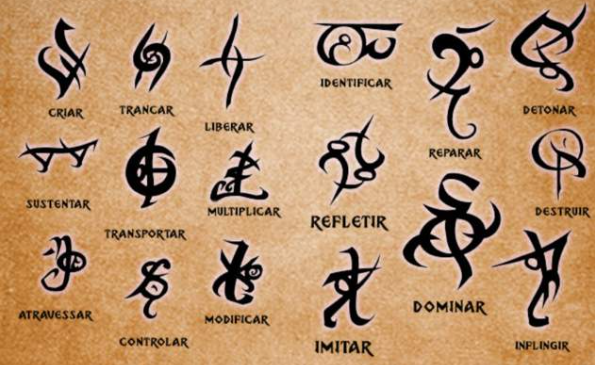 CRIAR
TRANCAR
LIBERAR
IDENTIFICAR
REPARAR
DETONAR
SUSTENTAR
TRANSPORTAR
MULTIPLICAR
REFLETIR
DESTRUIR
ATRAVESSAR
CONTROLAR
MODIFICAR
IMITAR
DOMINAR
INFLINGIR